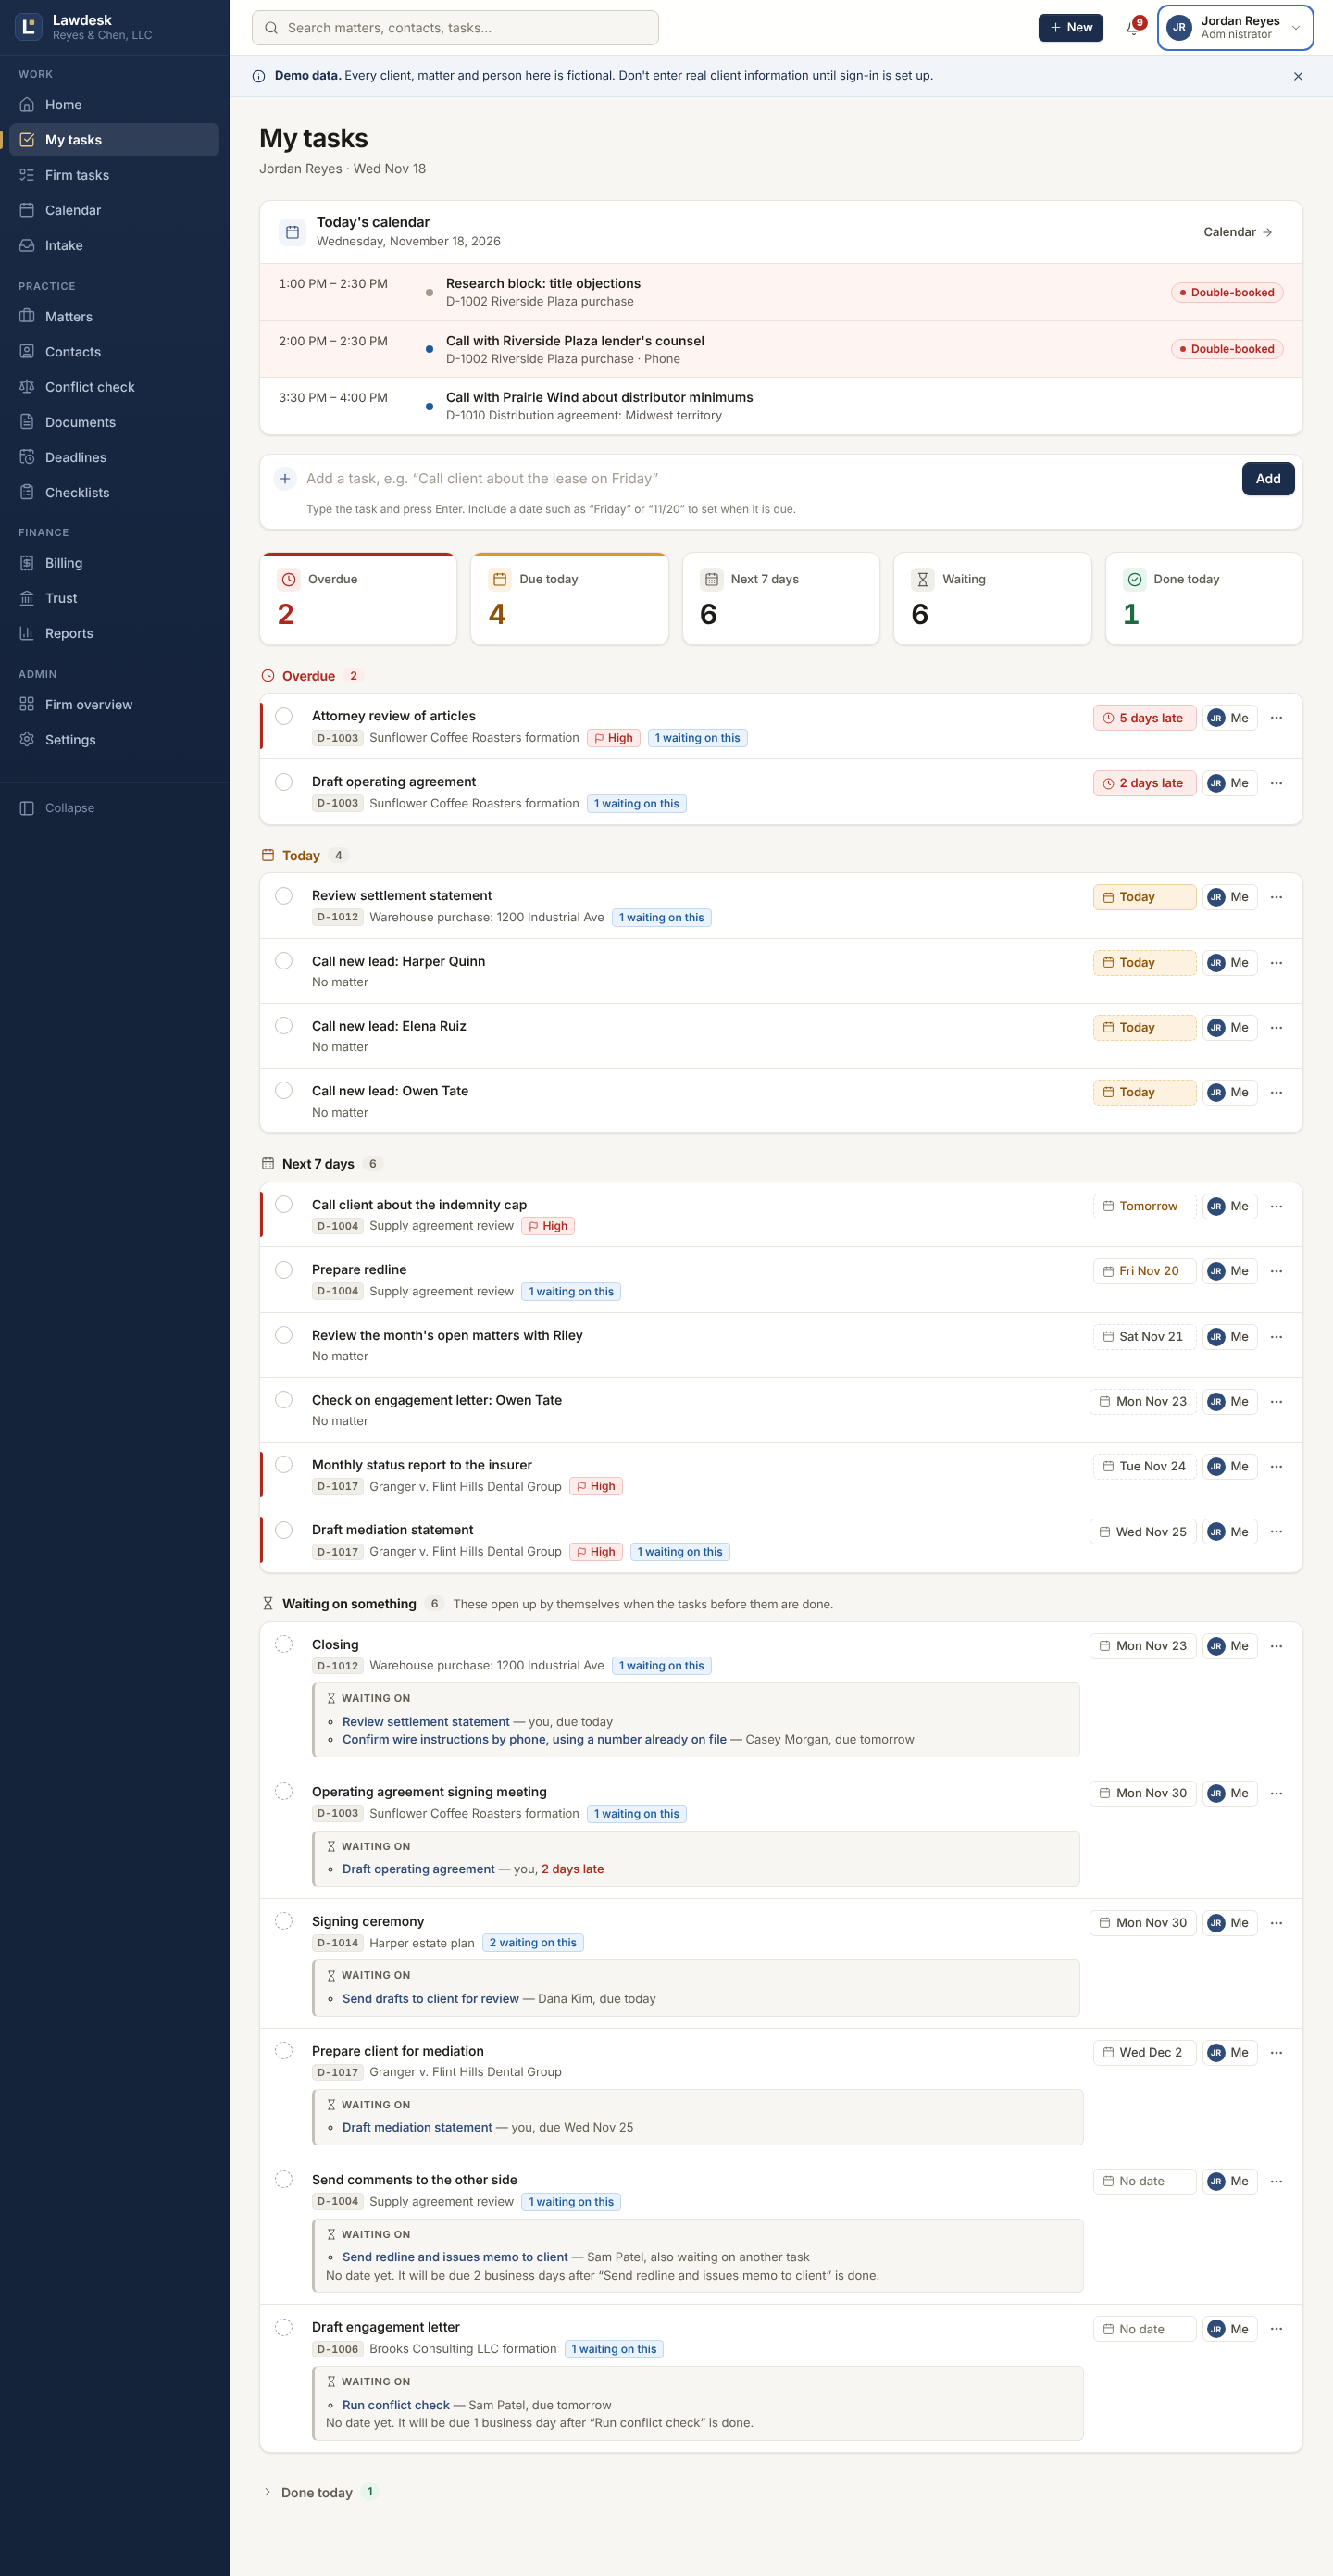 Lawdesk
Reyes & Chen, LLC
WORK
Home
My tasks
Firm tasks
Calendar
Intake
PRACTICE
Matters
Contacts
Conflict check
Documents
Deadlines
Checklists
FINANCE
Billing
Trust
Reports
ADMIN
Firm overview
Settings
Collapse
Search matters, contacts, tasks...
New
9
JR
Jordan Reyes
Administrator
Demo data. Every client, matter and person here is fictional. Don't enter real client information until sign-in is set up.
My tasks
Jordan Reyes · Wed Nov 18
Today's calendar
Wednesday, November 18, 2026
Calendar →
1:00 PM – 2:30 PM
Research block: title objections
D-1002 Riverside Plaza purchase
Double-booked
2:00 PM – 2:30 PM
Call with Riverside Plaza lender's counsel
D-1002 Riverside Plaza purchase · Phone
Double-booked
3:30 PM – 4:00 PM
Call with Prairie Wind about distributor minimums
D-1010 Distribution agreement: Midwest territory
Add a task, e.g. “Call client about the lease on Friday”
Add
Type the task and press Enter. Include a date such as “Friday” or “11/20” to set when it is due.
Overdue
2
Due today
4
Next 7 days
6
Waiting
6
Done today
1
Overdue 2
Attorney review of articles
D-1003 Sunflower Coffee Roasters formation High 1 waiting on this
5 days late JR Me
Draft operating agreement
D-1003 Sunflower Coffee Roasters formation 1 waiting on this
2 days late JR Me
Today 4
Review settlement statement
D-1012 Warehouse purchase: 1200 Industrial Ave 1 waiting on this
Today JR Me
Call new lead: Harper Quinn
No matter
Today JR Me
Call new lead: Elena Ruiz
No matter
Today JR Me
Call new lead: Owen Tate
No matter
Today JR Me
Next 7 days 6
Call client about the indemnity cap
D-1004 Supply agreement review High
Tomorrow JR Me
Prepare redline
D-1004 Supply agreement review 1 waiting on this
Fri Nov 20 JR Me
Review the month's open matters with Riley
No matter
Sat Nov 21 JR Me
Check on engagement letter: Owen Tate
No matter
Mon Nov 23 JR Me
Monthly status report to the insurer
D-1017 Granger v. Flint Hills Dental Group High
Tue Nov 24 JR Me
Draft mediation statement
D-1017 Granger v. Flint Hills Dental Group High 1 waiting on this
Wed Nov 25 JR Me
Waiting on something 6 These open up by themselves when the tasks before them are done.
Closing
D-1012 Warehouse purchase: 1200 Industrial Ave 1 waiting on this
Mon Nov 23 JR Me
WAITING ON
Review settlement statement — you, due today
Confirm wire instructions by phone, using a number already on file — Casey Morgan, due tomorrow
Operating agreement signing meeting
D-1003 Sunflower Coffee Roasters formation 1 waiting on this
Mon Nov 30 JR Me
WAITING ON
Draft operating agreement — you, 2 days late
Signing ceremony
D-1014 Harper estate plan 2 waiting on this
Mon Nov 30 JR Me
WAITING ON
Send drafts to client for review — Dana Kim, due today
Prepare client for mediation
D-1017 Granger v. Flint Hills Dental Group
Wed Dec 2 JR Me
WAITING ON
Draft mediation statement — you, due Wed Nov 25
Send comments to the other side
D-1004 Supply agreement review 1 waiting on this
No date JR Me
WAITING ON
Send redline and issues memo to client — Sam Patel, also waiting on another task
No date yet. It will be due 2 business days after “Send redline and issues memo to client” is done.
Draft engagement letter
D-1006 Brooks Consulting LLC formation 1 waiting on this
No date JR Me
WAITING ON
Run conflict check — Sam Patel, due tomorrow
No date yet. It will be due 1 business day after “Run conflict check” is done.
Done today 1